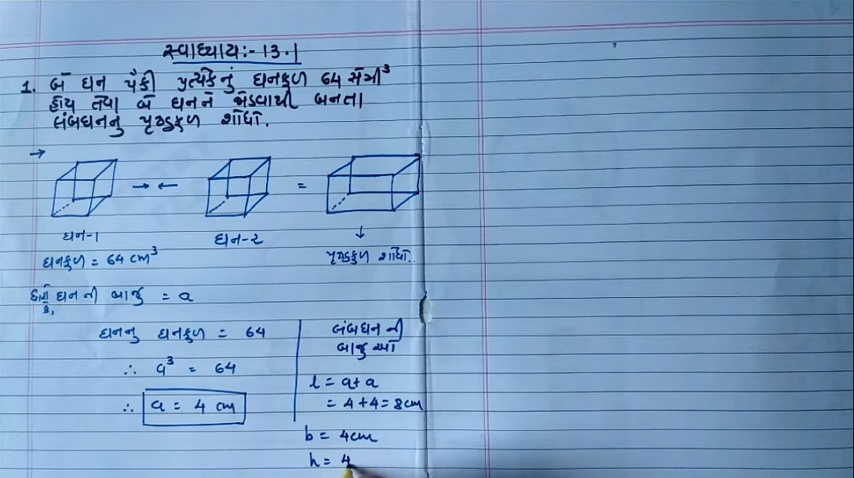 સ્વાધ્યાય:- 13.1
1. બે ઘન પૈકી પ્રત્યેકનું ઘનફળ 64 સેમી³
હોય તેવા બે ઘનને જોડવાથી બનતા
લંબઘનનું પૃષ્ઠફળ શોધો.
→
→ ← =
ઘન-1 ઘન-2 ↓
ઘનફળ = 64 cm³ પૃષ્ઠફળ શોધો.
ધારો કે, ઘન ની બાજુ = a
ઘનનુ ઘનફળ = 64
∴ a³ = 64
∴ a = 4 cm
લંબઘન ની
બાજુઓ
l = a+a
= 4+4=8cm
b = 4cm
h = 4